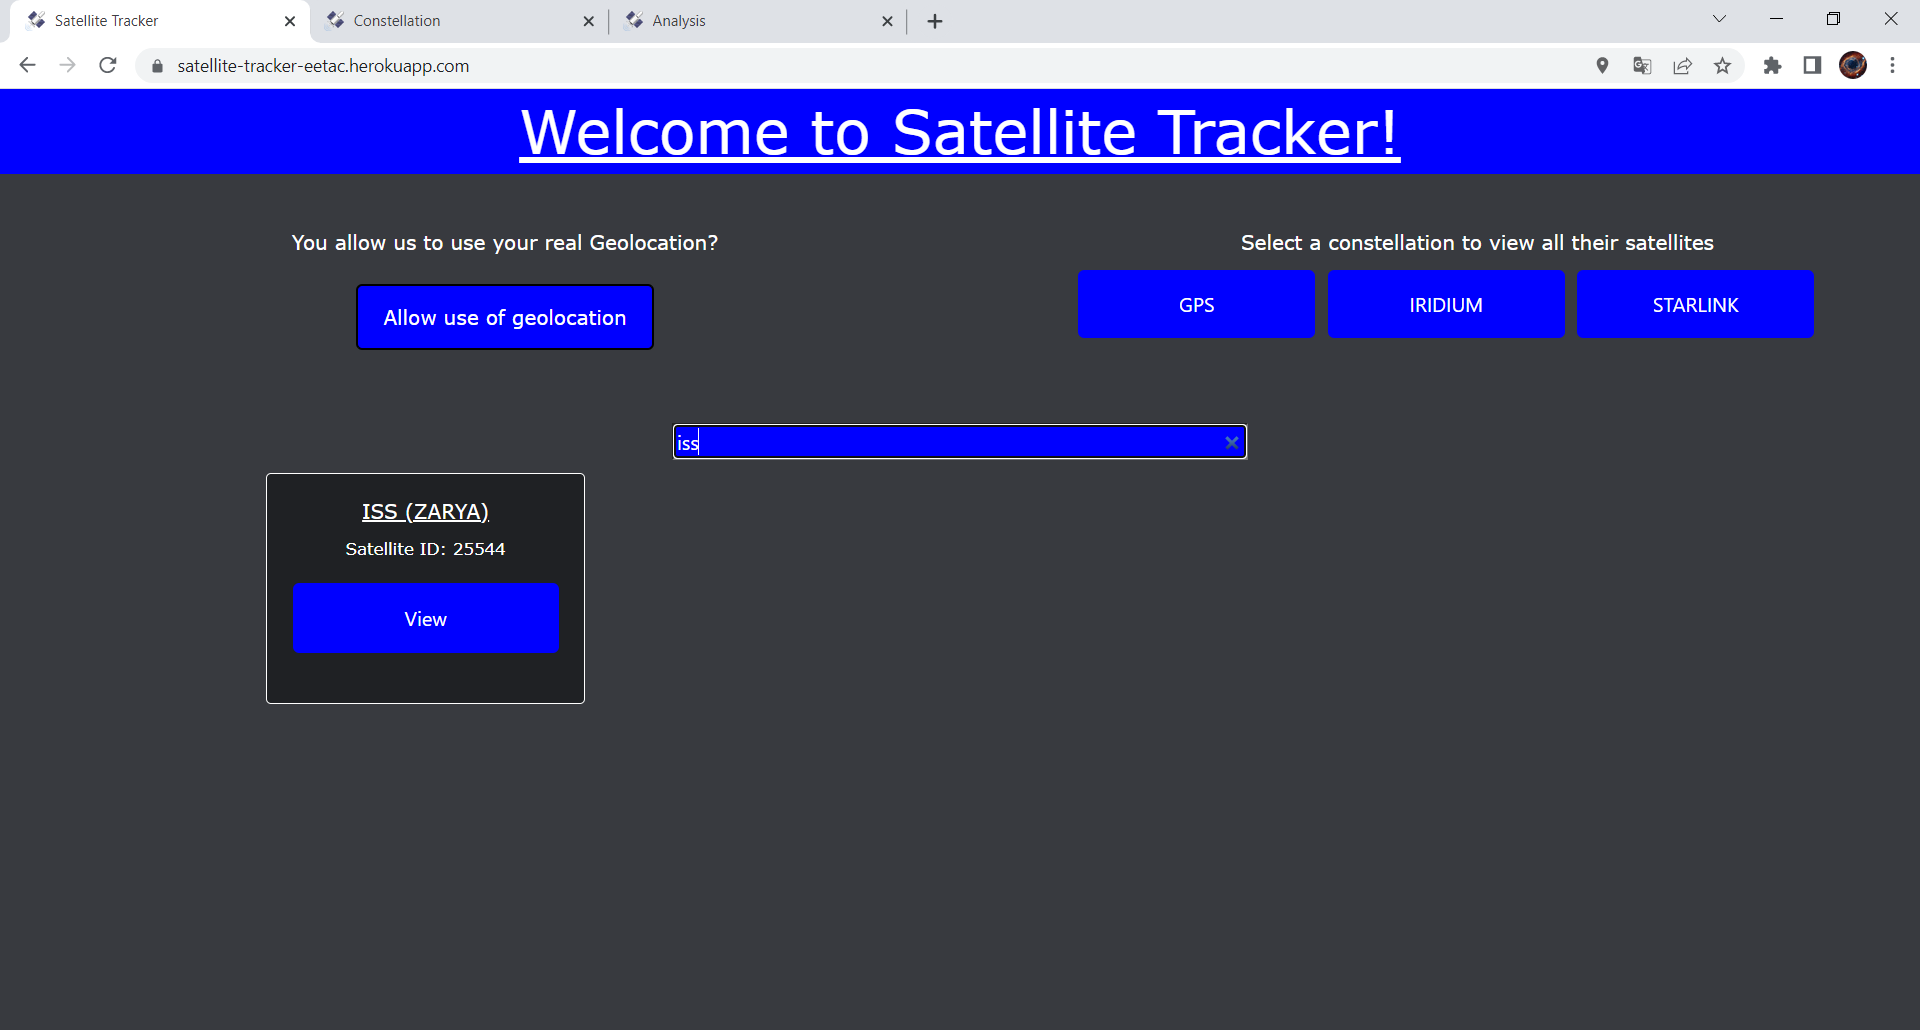 Satellite Tracker
Constellation
Analysis
satellite-tracker-eetac.herokuapp.com
Welcome to Satellite Tracker!
You allow us to use your real Geolocation?
Allow use of geolocation
Select a constellation to view all their satellites
GPS
IRIDIUM
STARLINK
iss
ISS (ZARYA)
Satellite ID: 25544
View